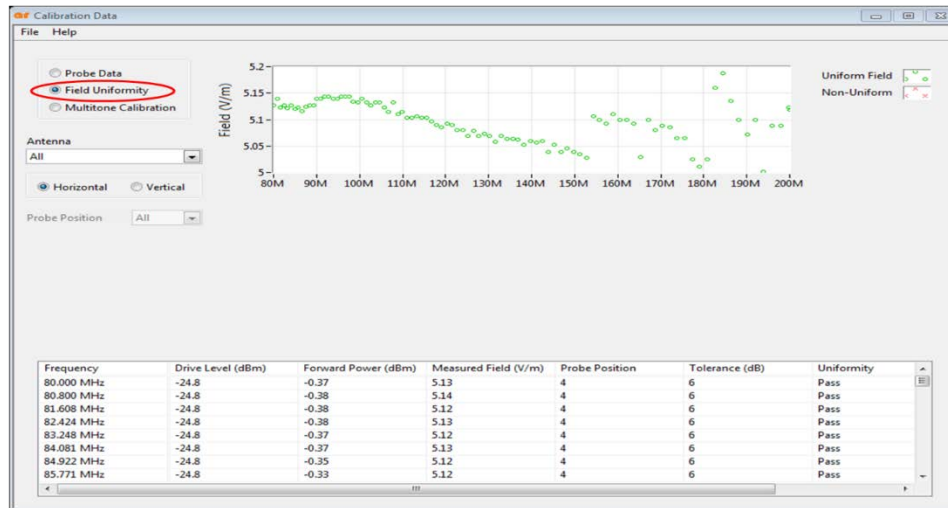 ar Calibration Data
File Help
Probe Data
Field Uniformity
Multitone Calibration
Antenna
All
Horizontal Vertical
Probe Position All
Field (V/m)
5.2
5.15
5.1
5.05
5
80M 90M 100M 110M 120M 130M 140M 150M 160M 170M 180M 190M 200M
Uniform Field
Non-Uniform
Frequency Drive Level (dBm) Forward Power (dBm) Measured Field (V/m) Probe Position Tolerance (dB) Uniformity
80.000 MHz -24.8 -0.37 5.13 4 6 Pass
80.800 MHz -24.8 -0.38 5.14 4 6 Pass
81.608 MHz -24.8 -0.38 5.12 4 6 Pass
82.424 MHz -24.8 -0.38 5.13 4 6 Pass
83.248 MHz -24.8 -0.37 5.12 4 6 Pass
84.081 MHz -24.8 -0.37 5.13 4 6 Pass
84.922 MHz -24.8 -0.35 5.12 4 6 Pass
85.771 MHz -24.8 -0.33 5.12 4 6 Pass